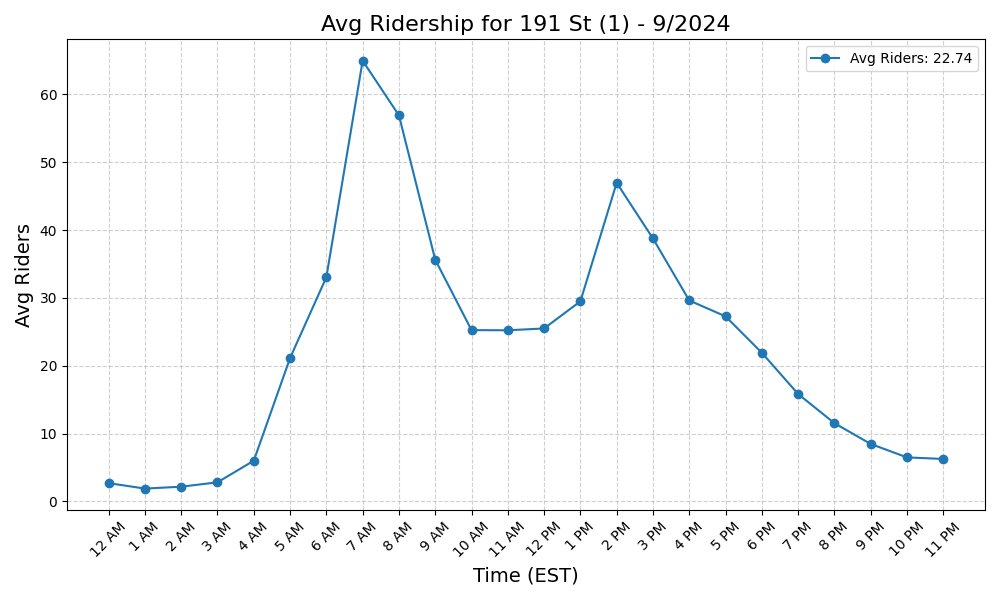 Avg Ridership for 191 St (1) - 9/2024
Avg Riders: 22.74
Avg Riders
60
50
40
30
20
10
0
12 AM 1 AM 2 AM 3 AM 4 AM 5 AM 6 AM 7 AM 8 AM 9 AM 10 AM 11 AM 12 PM 1 PM 2 PM 3 PM 4 PM 5 PM 6 PM 7 PM 8 PM 9 PM 10 PM 11 PM
Time (EST)